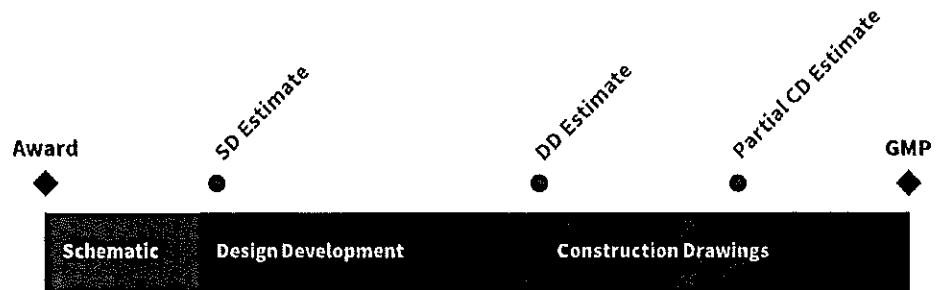 Award
SD Estimate
DD Estimate
Partial CD Estimate
GMP
Schematic
Design Development
Construction Drawings